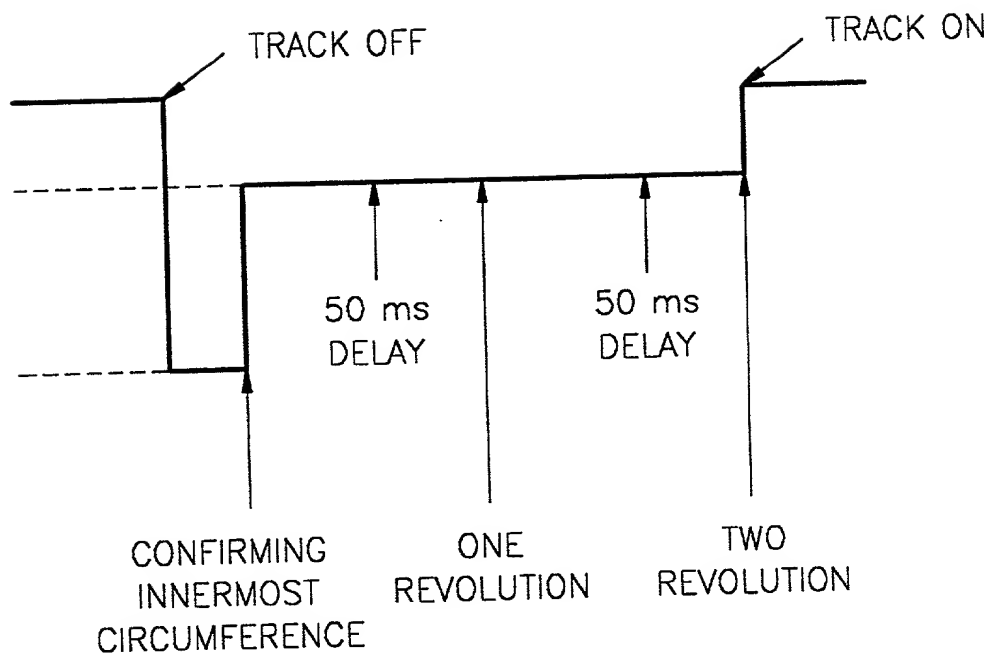 TRACK OFF
TRACK ON
50 ms
DELAY
50 ms
DELAY
CONFIRMING
INNERMOST
CIRCUMFERENCE
ONE
REVOLUTION
TWO
REVOLUTION